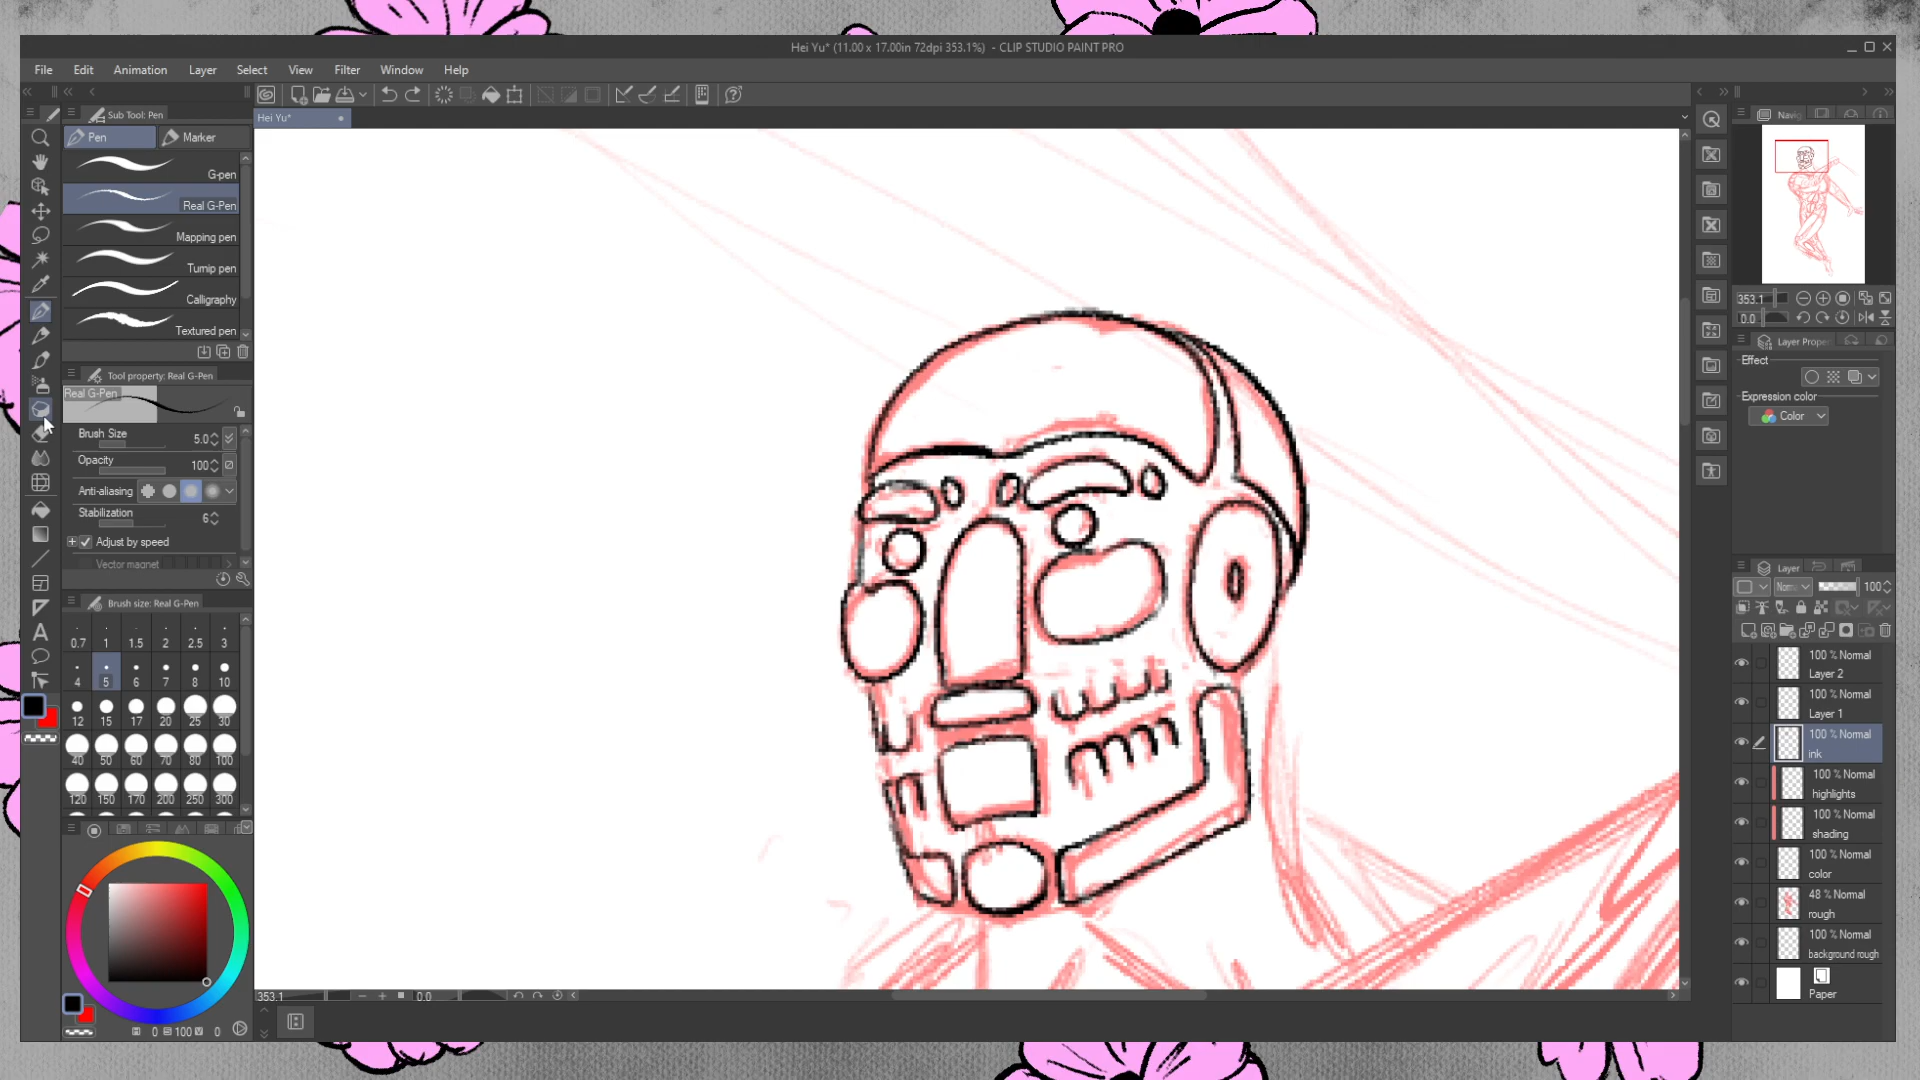 Hei Yu* (11.00 x 17.00in 72dpi 353.1%) - CLIP STUDIO PAINT PRO
File Edit Animation Layer Select View Filter Window Help
Sub Tool: Pen
Pen Marker
Hei Yu*
G-pen
Real G-Pen
Mapping pen
Turnip pen
Calligraphy
Textured pen
Tool property: Real G-Pen
Real G-Pen
Brush Size 5.0
Opacity 100
Anti-aliasing
Stabilization 6
Adjust by speed
Vector magnet
Brush size: Real G-Pen
0.7 1 1.5 2 2.5 3
4 5 6 7 8 10
12 15 17 20 25 30
40 50 60 70 80 100
120 150 170 200 250 300
H 0 S 100 V 0
353.1 0.0
Navig
353.1
0.0
Layer Proper
Effect
Expression color
Color
Layer
Norm 100
100 % Normal
Layer 2
100 % Normal
Layer 1
100 % Normal
ink
100 % Normal
highlights
100 % Normal
shading
100 % Normal
color
48 % Normal
rough
100 % Normal
background rough
Paper